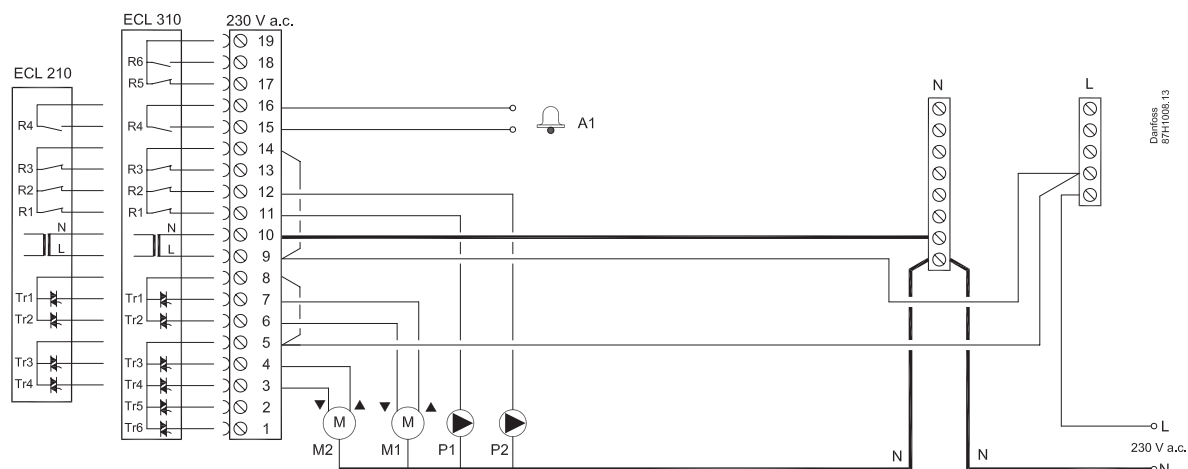 ECL 310
230 V a.c.
ECL 210
19
R6
18
R5
17
16
R4
R4
15
A1
14
R3
R3
13
R2
R2
12
R1
R1
11
N
N
10
L
L
9
8
Tr1
Tr1
7
Tr2
Tr2
6
5
Tr3
Tr3
4
Tr4
Tr4
3
Tr5
2
Tr6
1
M
M
M2
M1
P1
P2
N
L
Danfoss
87H1008.13
N
N
L
230 V a.c.
N